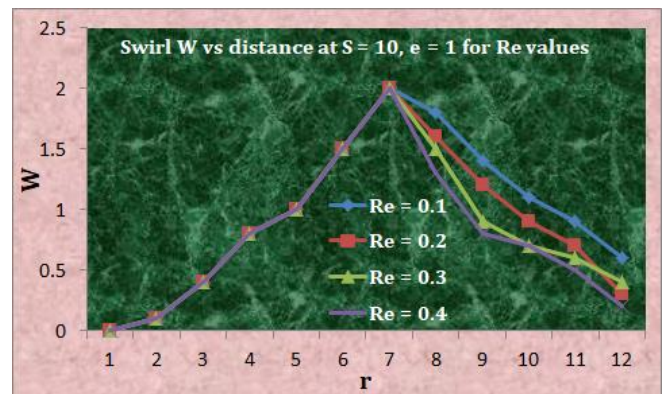 Swirl W vs distance at S = 10, e = 1 for Re values
2.5
2
1.5
1
0.5
0
W
Re = 0.1
Re = 0.2
Re = 0.3
Re = 0.4
1 2 3 4 5 6 7 8 9 10 11 12
r